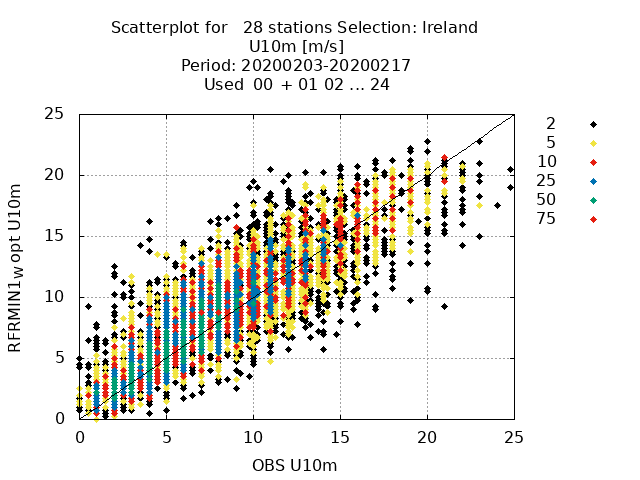 Scatterplot for   28 stations Selection: Ireland
U10m [m/s]
Period: 20200203-20200217
Used  00 + 01 02 ... 24
25
20
15
10
5
0
0 5 10 15 20 25
RFRMIN1_W opt U10m
OBS U10m
2
5
10
25
50
75